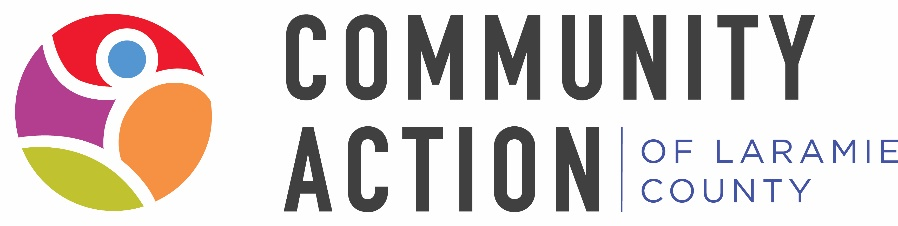 COMMUNITY
ACTION
OF LARAMIE
COUNTY